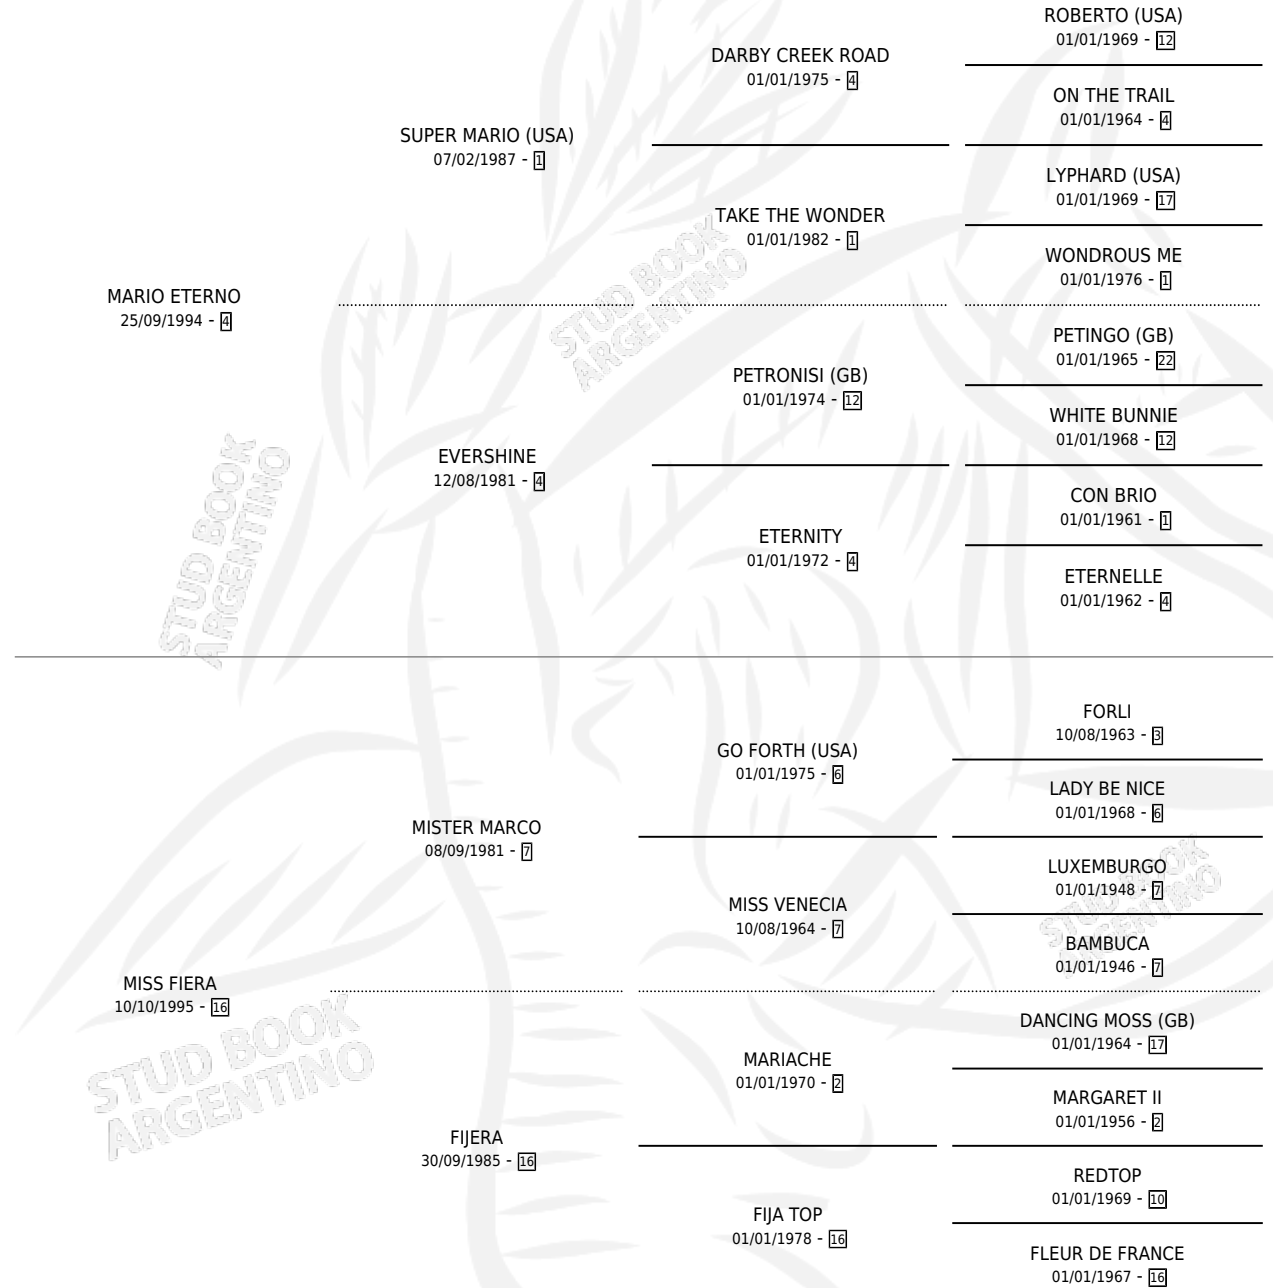 ROBERTO (USA)
01/01/1969 - 12
DARBY CREEK ROAD
01/01/1975 - 4
ON THE TRAIL
01/01/1964 - 4
SUPER MARIO (USA)
07/02/1987 - 1
LYPHARD (USA)
01/01/1969 - 17
TAKE THE WONDER
01/01/1982 - 1
WONDROUS ME
01/01/1976 - 1
MARIO ETERNO
25/09/1994 - 4
STUD BOOK
ARGENTINO
PETINGO (GB)
01/01/1965 - 22
PETRONISI (GB)
01/01/1974 - 12
WHITE BUNNIE
01/01/1968 - 12
EVERSHINE
12/08/1981 - 4
CON BRIO
01/01/1961 - 1
ETERNITY
01/01/1972 - 4
ETERNELLE
01/01/1962 - 4
STUD BOOK
ARGENTINO
FORLI
10/08/1963 - 3
GO FORTH (USA)
01/01/1975 - 6
LADY BE NICE
01/01/1968 - 6
MISTER MARCO
08/09/1981 - 7
LUXEMBURGO
01/01/1948 - 7
MISS VENECIA
10/08/1964 - 7
BAMBUCA
01/01/1946 - 7
STUD BOOK
ARGENTINO
MISS FIERA
10/10/1995 - 16
DANCING MOSS (GB)
01/01/1964 - 17
MARIACHE
01/01/1970 - 2
MARGARET II
01/01/1956 - 2
STUD BOOK
ARGENTINO
FIJERA
30/09/1985 - 16
REDTOP
01/01/1969 - 10
FIJA TOP
01/01/1978 - 16
FLEUR DE FRANCE
01/01/1967 - 16